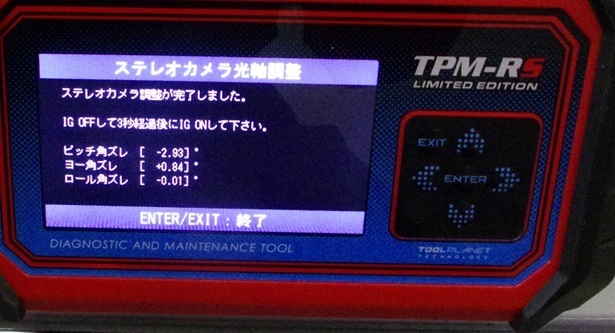 ステレオカメラ光軸調整
TPM-RS
LIMITED EDITION
ステレオカメラ調整が完了しました。
IG OFFして3秒経過後にIG ONして下さい。
ピッチ角ズレ [ -2.93]°
ヨー角ズレ [ +0.84]°
ロール角ズレ [ -0.01]°
ENTER/EXIT：終了
EXIT
ENTER
DIAGNOSTIC AND MAINTENANCE TOOL
TOOLPLANET
TECHNOLOGY